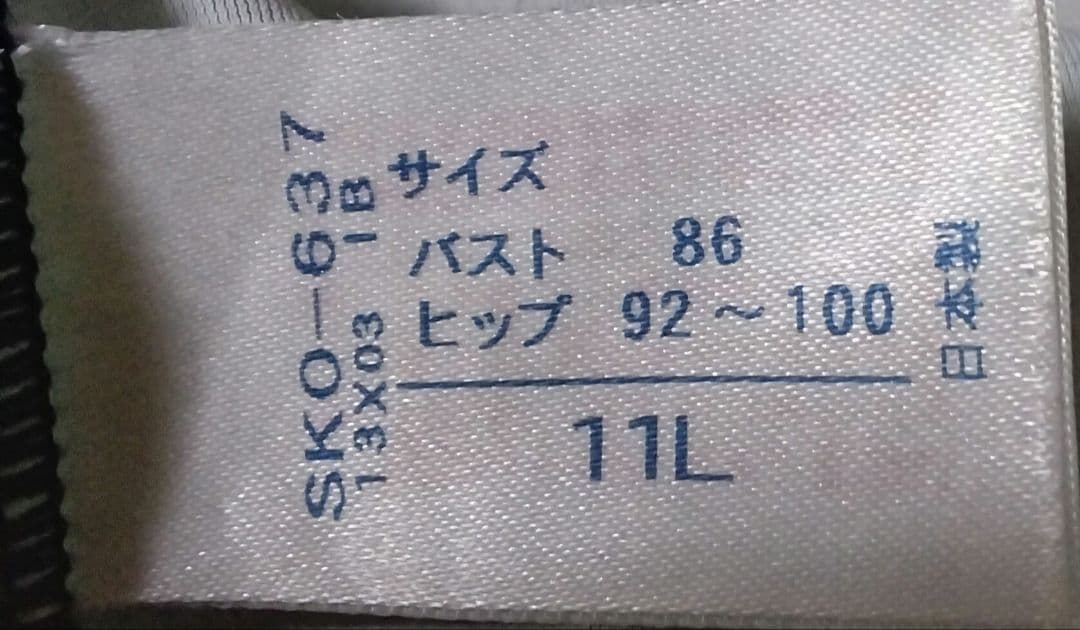 サイズ
バスト 86
ヒップ 92～100
11L
SKO-637
13X03 1B
日本製